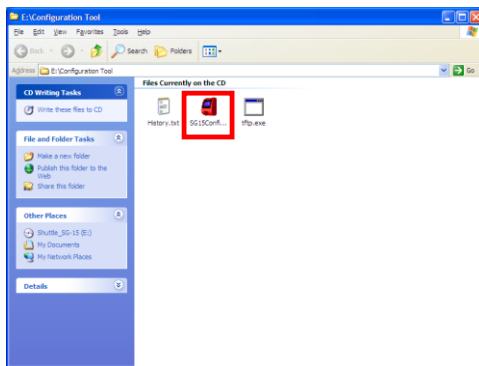 E:\Configuration Tool
File Edit View Favorites Tools Help
Back Search Folders
Address E:\Configuration Tool Go
Files Currently on the CD
CD Writing Tasks
Write these files to CD
History.txt SG15Confi... tftp.exe
File and Folder Tasks
Make a new folder
Publish this folder to the
Web
Share this folder
Other Places
Shuttle_SG-15 (E:)
My Documents
My Network Places
Details